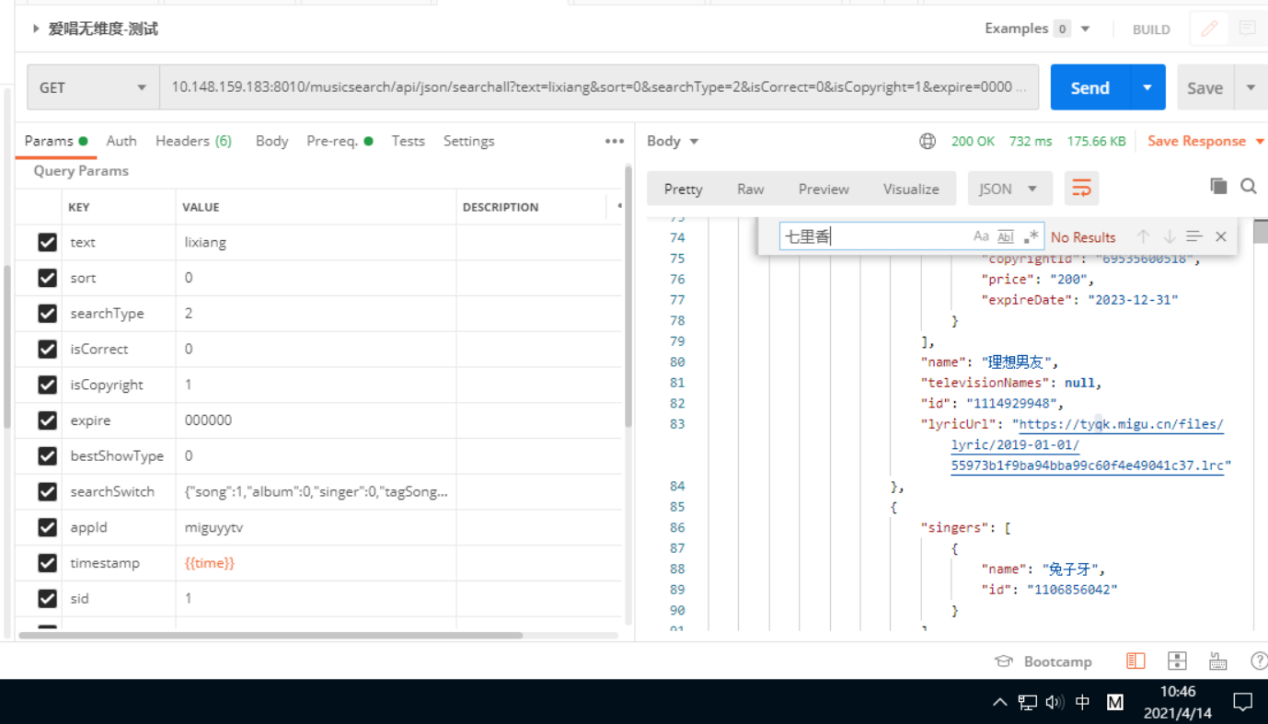 爱唱无维度-测试
Examples 0
BUILD
GET
10.148.159.183:8010/musicsearch/api/json/searchall?text=lixiang&sort=0&searchType=2&isCorrect=0&isCopyright=1&expire=0000 ...
Send
Save
Params
Auth
Headers (6)
Body
Pre-req.
Tests
Settings
Query Params
KEY VALUE DESCRIPTION
text lixiang
sort 0
searchType 2
isCorrect 0
isCopyright 1
expire 000000
bestShowType 0
searchSwitch {"song":1,"album":0,"singer":0,"tagSong...
appId miguyytv
timestamp {{time}}
sid 1
Body
200 OK 732 ms 175.66 KB Save Response
Pretty Raw Preview Visualize JSON
七里香 Aa Abl .* No Results
73
74
75 "copyrightId": "69535600518",
76 "price": "200",
77 "expireDate": "2023-12-31"
78 }
79 ],
80 "name": "理想男友",
81 "televisionNames": null,
82 "id": "1114929948",
83 "lyricUrl": "https://tyqk.migu.cn/files/
lyric/2019-01-01/
55973b1f9ba94bba99c60f4e49041c37.lrc"
84 },
85 {
86 "singers": [
87 {
88 "name": "兔子牙",
89 "id": "1106856042"
90 }
91 ]
Bootcamp
中 M 10:46
2021/4/14